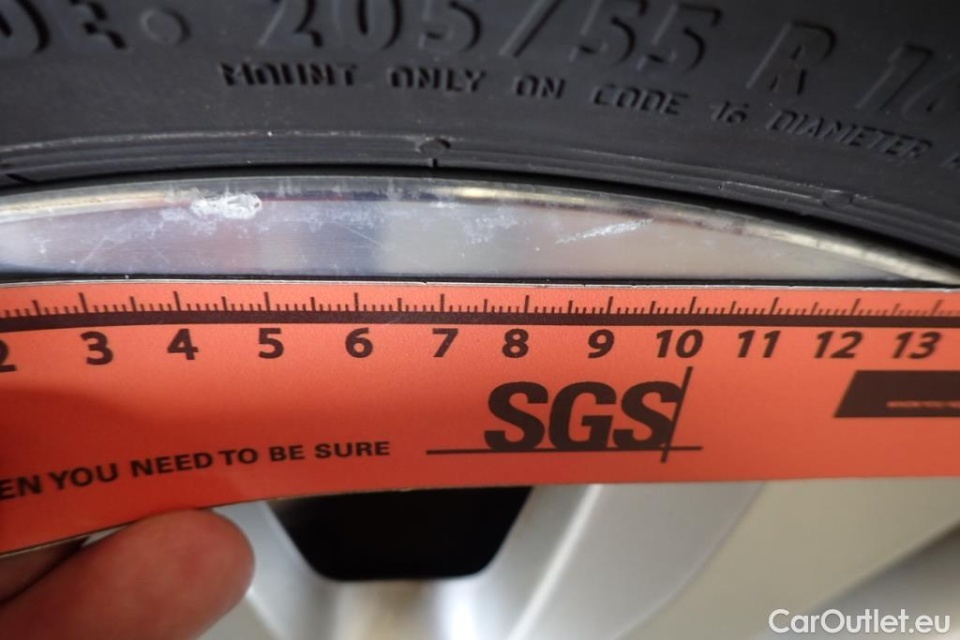 205/55 R 16
MOUNT ONLY ON CODE 16 DIAMETER
2 3 4 5 6 7 8 9 10 11 12 13
SGS
EN YOU NEED TO BE SURE
CarOutlet.eu